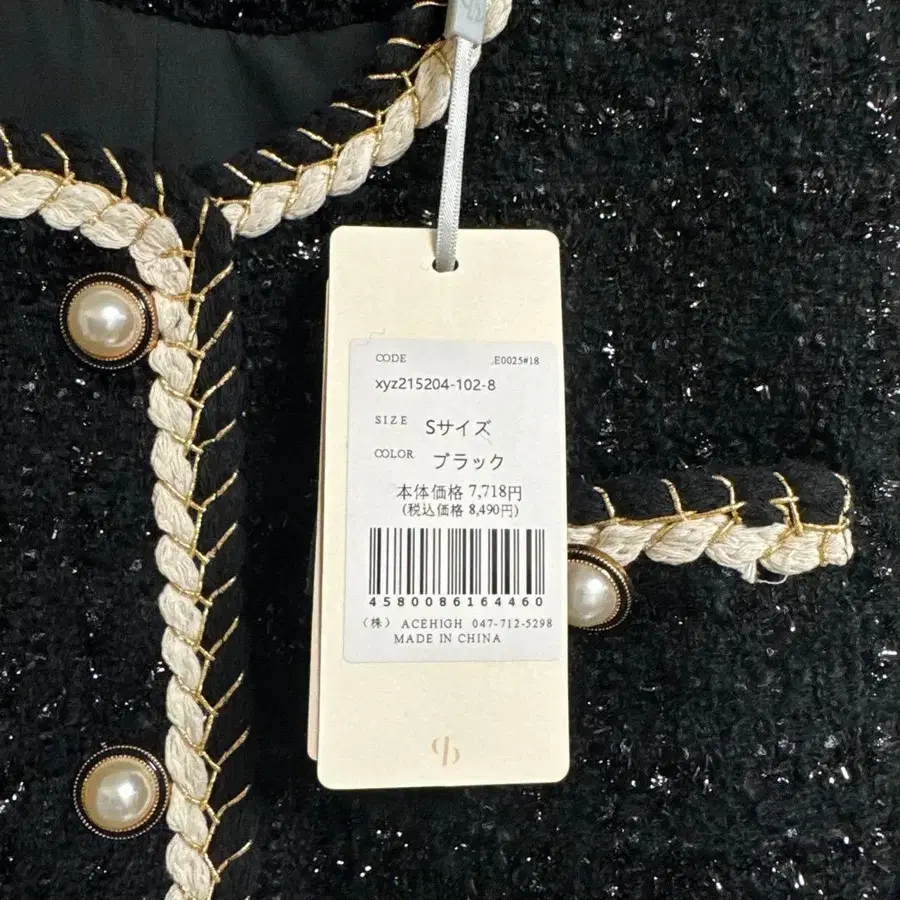 CODE E0025#18
xyz215204-102-8
SIZE Sサイズ
COLOR ブラック
本体価格 7,718円
(税込価格 8,490円)
4580086164460
(株) ACEHIGH 047-712-5298
MADE IN CHINA